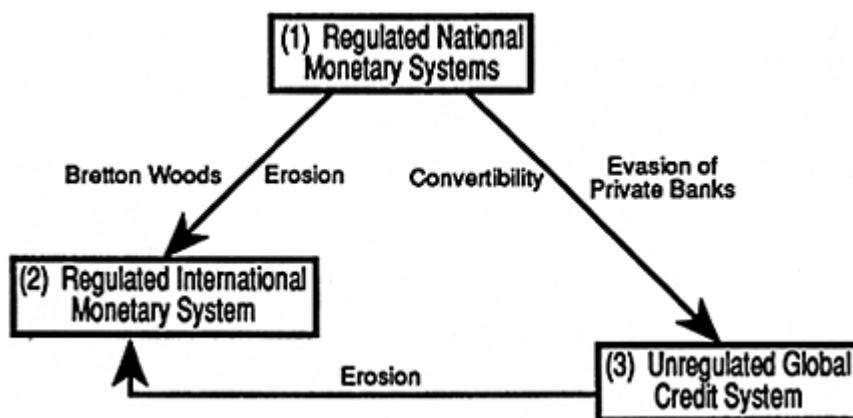 (1) Regulated National
Monetary Systems
Bretton Woods
Erosion
Convertibility
Evasion of
Private Banks
(2) Regulated International
Monetary System
(3) Unregulated Global
Credit System
Erosion